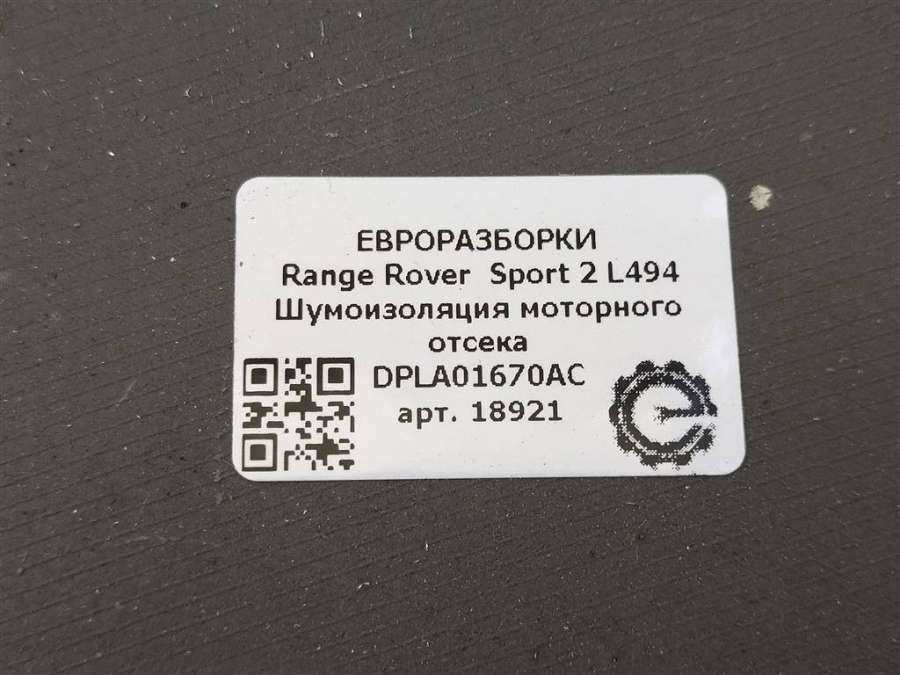 ЕВРОРАЗБОРКИ
Range Rover Sport 2 L494
Шумоизоляция моторного
отсека
DPLA01670AC
арт. 18921